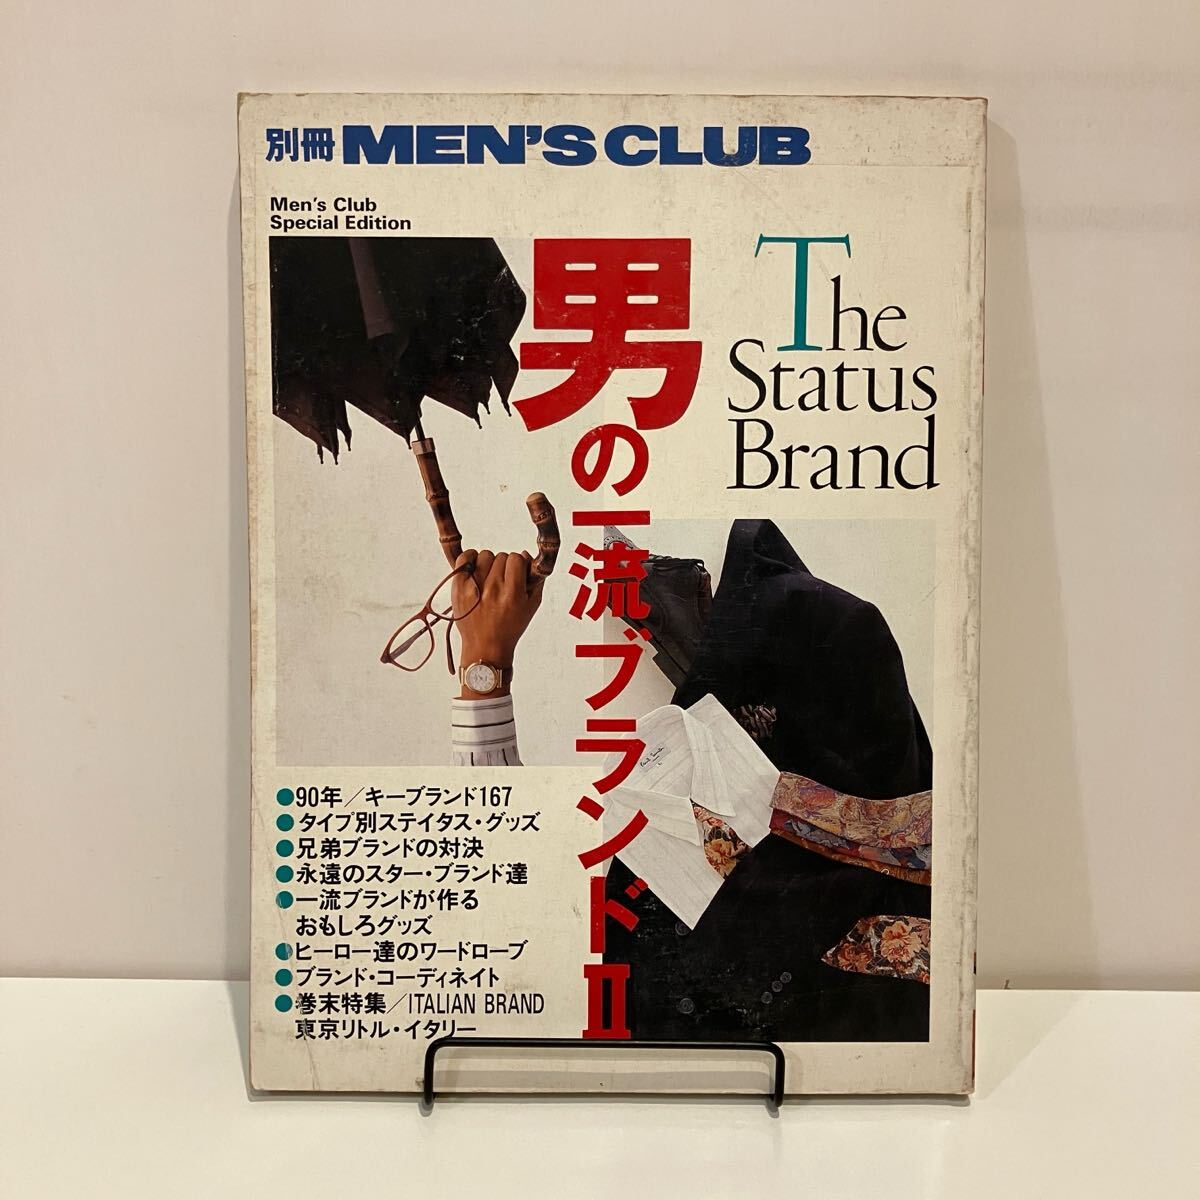 別冊 MEN'S CLUB
Men's Club
Special Edition
男の一流ブランドII
The
Status
Brand
Paul Smith
●90年/キーブランド167
●タイプ別ステイタス・グッズ
●兄弟ブランドの対決
●永遠のスター・ブランド達
●一流ブランドが作る
おもしろグッズ
●ヒーロー達のワードローブ
●ブランド・コーディネイト
●巻末特集/ITALIAN BRAND
東京リトル・イタリー